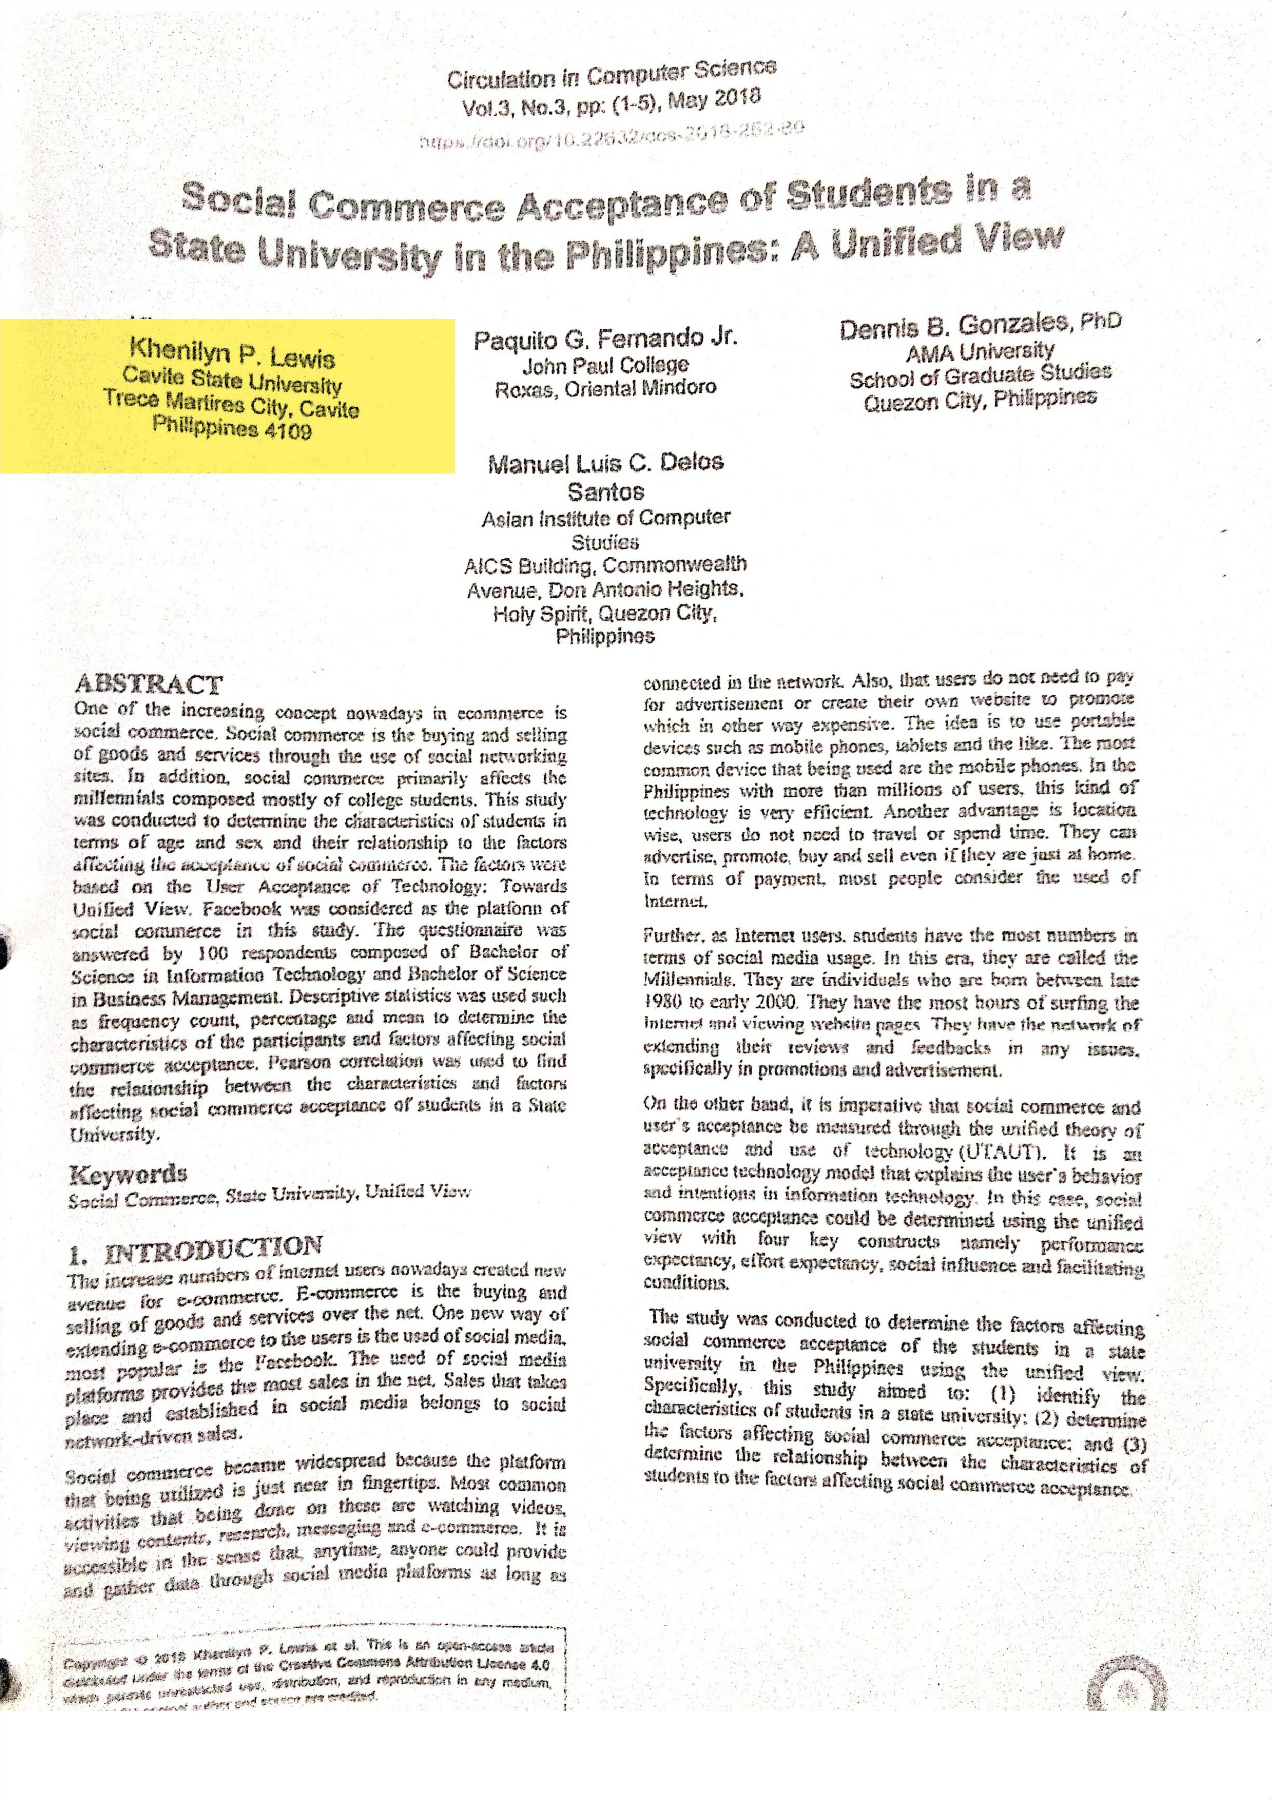 Circulation in Computer Science
Vol.3, No.3, pp: (1-5), May 2018
https://doi.org/10.22632/ccs-2018-252-80
Social Commerce Acceptance of Students in a
State University in the Philippines: A Unified View
Khenilyn P. Lewis
Cavite State University
Trece Martires City, Cavite
Philippines 4109
Paquito G. Fernando Jr.
John Paul College
Roxas, Oriental Mindoro
Dennis B. Gonzales, PhD
AMA University
School of Graduate Studies
Quezon City, Philippines
Manuel Luis C. Delos
Santos
Asian Institute of Computer
Studies
AICS Building, Commonwealth
Avenue, Don Antonio Heights,
Holy Spirit, Quezon City,
Philippines
ABSTRACT
One of the increasing concept nowadays in ecommerce is
social commerce. Social commerce is the buying and selling
of goods and services through the use of social networking
sites. In addition, social commerce primarily affects the
millennials composed mostly of college students. This study
was conducted to determine the characteristics of students in
terms of age and sex and their relationship to the factors
affecting the acceptance of social commerce. The factors were
based on the User Acceptance of Technology: Towards
Unified View. Facebook was considered as the platform of
social commerce in this study. The questionnaire was
answered by 100 respondents composed of Bachelor of
Science in Information Technology and Bachelor of Science
in Business Management. Descriptive statistics was used such
as frequency count, percentage and mean to determine the
characteristics of the participants and factors affecting social
commerce acceptance. Pearson correlation was used to find
the relationship between the characteristics and factors
affecting social commerce acceptance of students in a State
University.
Keywords
Social Commerce, State University, Unified View
1. INTRODUCTION
The increase numbers of internet users nowadays created new
avenue for e-commerce. E-commerce is the buying and
selling of goods and services over the net. One new way of
extending e-commerce to the users is the used of social media,
most popular is the Facebook. The used of social media
platforms provides the most sales in the net. Sales that takes
place and established in social media belongs to social
network-driven sales.
Social commerce became widespread because the platform
that being utilized is just near in fingertips. Most common
activities that being done on these are watching videos,
viewing contents, research, messaging and e-commerce. It is
accessible in the sense that, anytime, anyone could provide
and gather data through social media platforms as long as
connected in the network. Also, that users do not need to pay
for advertisement or create their own website to promote
which in other way expensive. The idea is to use portable
devices such as mobile phones, tablets and the like. The most
common device that being used are the mobile phones. In the
Philippines with more than millions of users, this kind of
technology is very efficient. Another advantage is location
wise, users do not need to travel or spend time. They can
advertise, promote, buy and sell even if they are just at home.
In terms of payment, most people consider the used of
Internet.
Further, as Internet users, students have the most numbers in
terms of social media usage. In this era, they are called the
Millennials. They are individuals who are born between late
1980 to early 2000. They have the most hours of surfing the
Internet and viewing website pages. They have the network of
extending their reviews and feedbacks in any issues,
specifically in promotions and advertisement.
On the other hand, it is imperative that social commerce and
user's acceptance be measured through the unified theory of
acceptance and use of technology (UTAUT). It is an
acceptance technology model that explains the user's behavior
and intentions in information technology. In this case, social
commerce acceptance could be determined using the unified
view with four key constructs namely performance
expectancy, effort expectancy, social influence and facilitating
conditions.
The study was conducted to determine the factors affecting
social commerce acceptance of the students in a state
university in the Philippines using the unified view.
Specifically, this study aimed to: (1) identify the
characteristics of students in a state university; (2) determine
the factors affecting social commerce acceptance; and (3)
determine the relationship between the characteristics of
students to the factors affecting social commerce acceptance.
Copyright © 2018 Khenilyn P. Lewis et al. This is an open-access article
distributed under the terms of the Creative Commons Attribution License 4.0,
which permits unrestricted use, distribution, and reproduction in any medium,
author and source are credited.